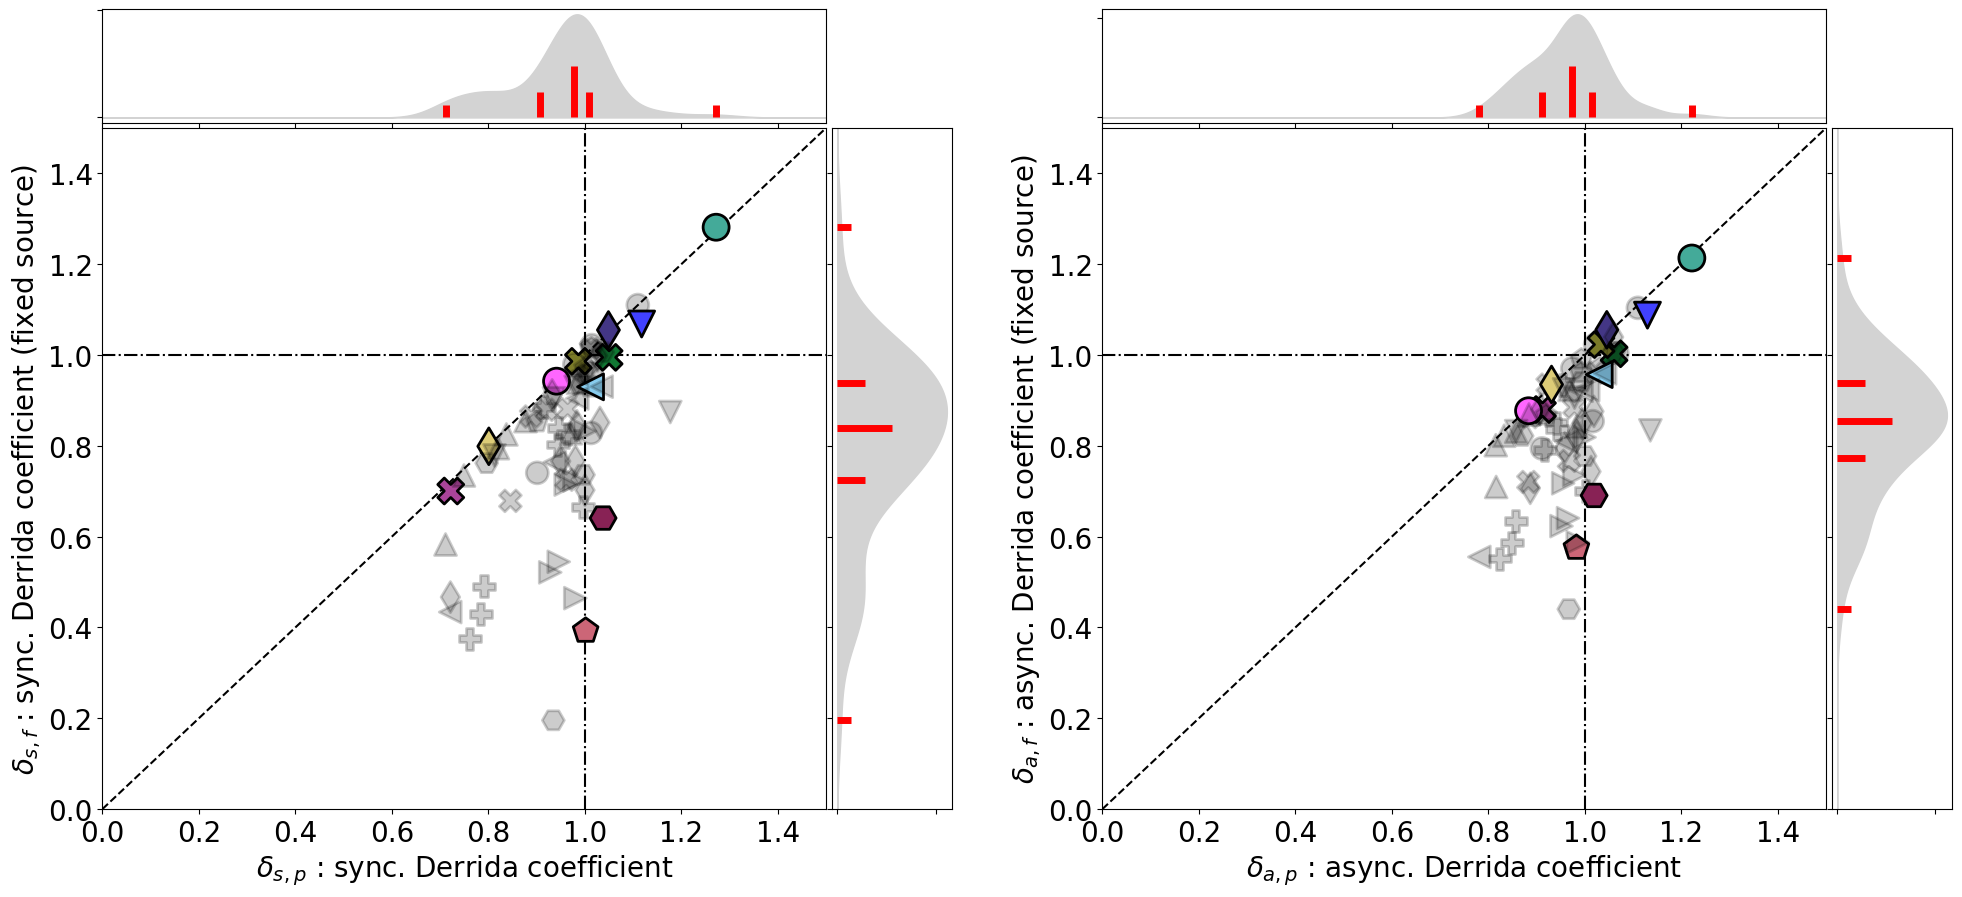 δs,f : sync. Derrida coefficient (fixed source)
1.4
1.2
1.0
0.8
0.6
0.4
0.2
0.0
0.0 0.2 0.4 0.6 0.8 1.0 1.2 1.4
δs,p : sync. Derrida coefficient
δa,f : async. Derrida coefficient (fixed source)
1.4
1.2
1.0
0.8
0.6
0.4
0.2
0.0
0.0 0.2 0.4 0.6 0.8 1.0 1.2 1.4
δa,p : async. Derrida coefficient